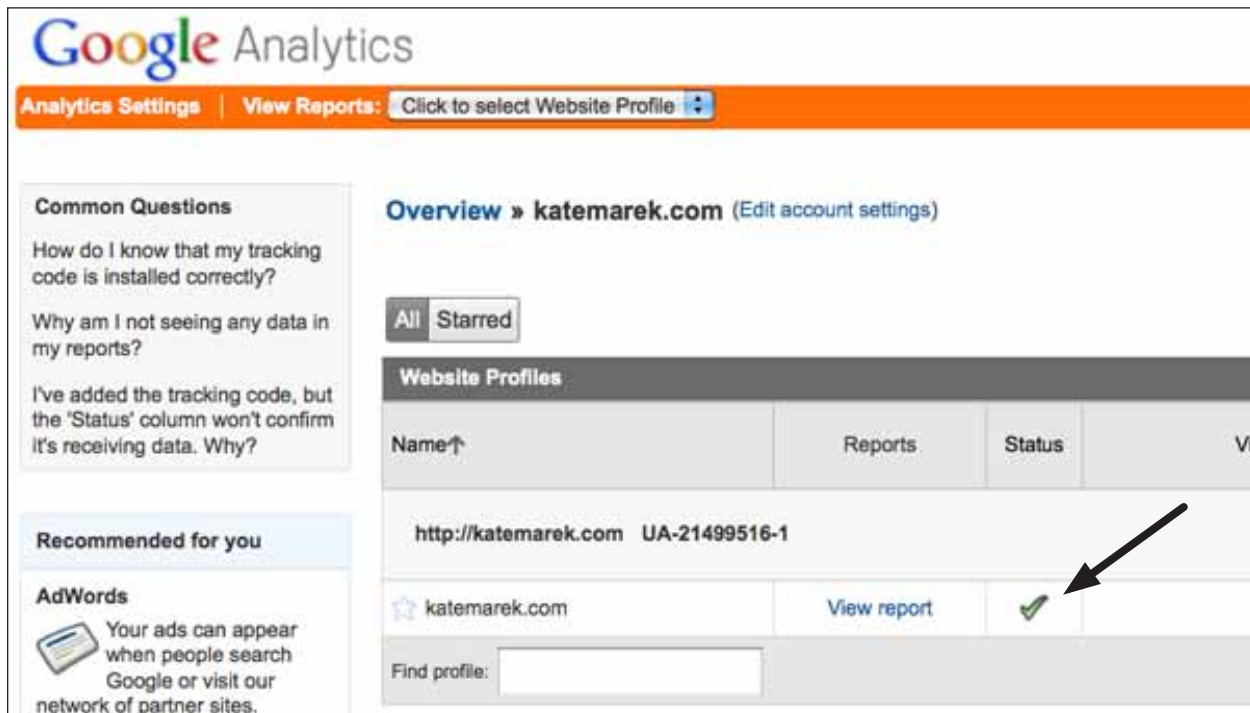 Google Analytics
Analytics Settings | View Reports: Click to select Website Profile
Common Questions
How do I know that my tracking
code is installed correctly?
Why am I not seeing any data in
my reports?
I've added the tracking code, but
the 'Status' column won't confirm
it's receiving data. Why?
Recommended for you
AdWords
Your ads can appear
when people search
Google or visit our
network of partner sites.
Overview » katemarek.com (Edit account settings)
All Starred
Website Profiles
Name↑ Reports Status Vi
http://katemarek.com UA-21499516-1
katemarek.com View report
Find profile: